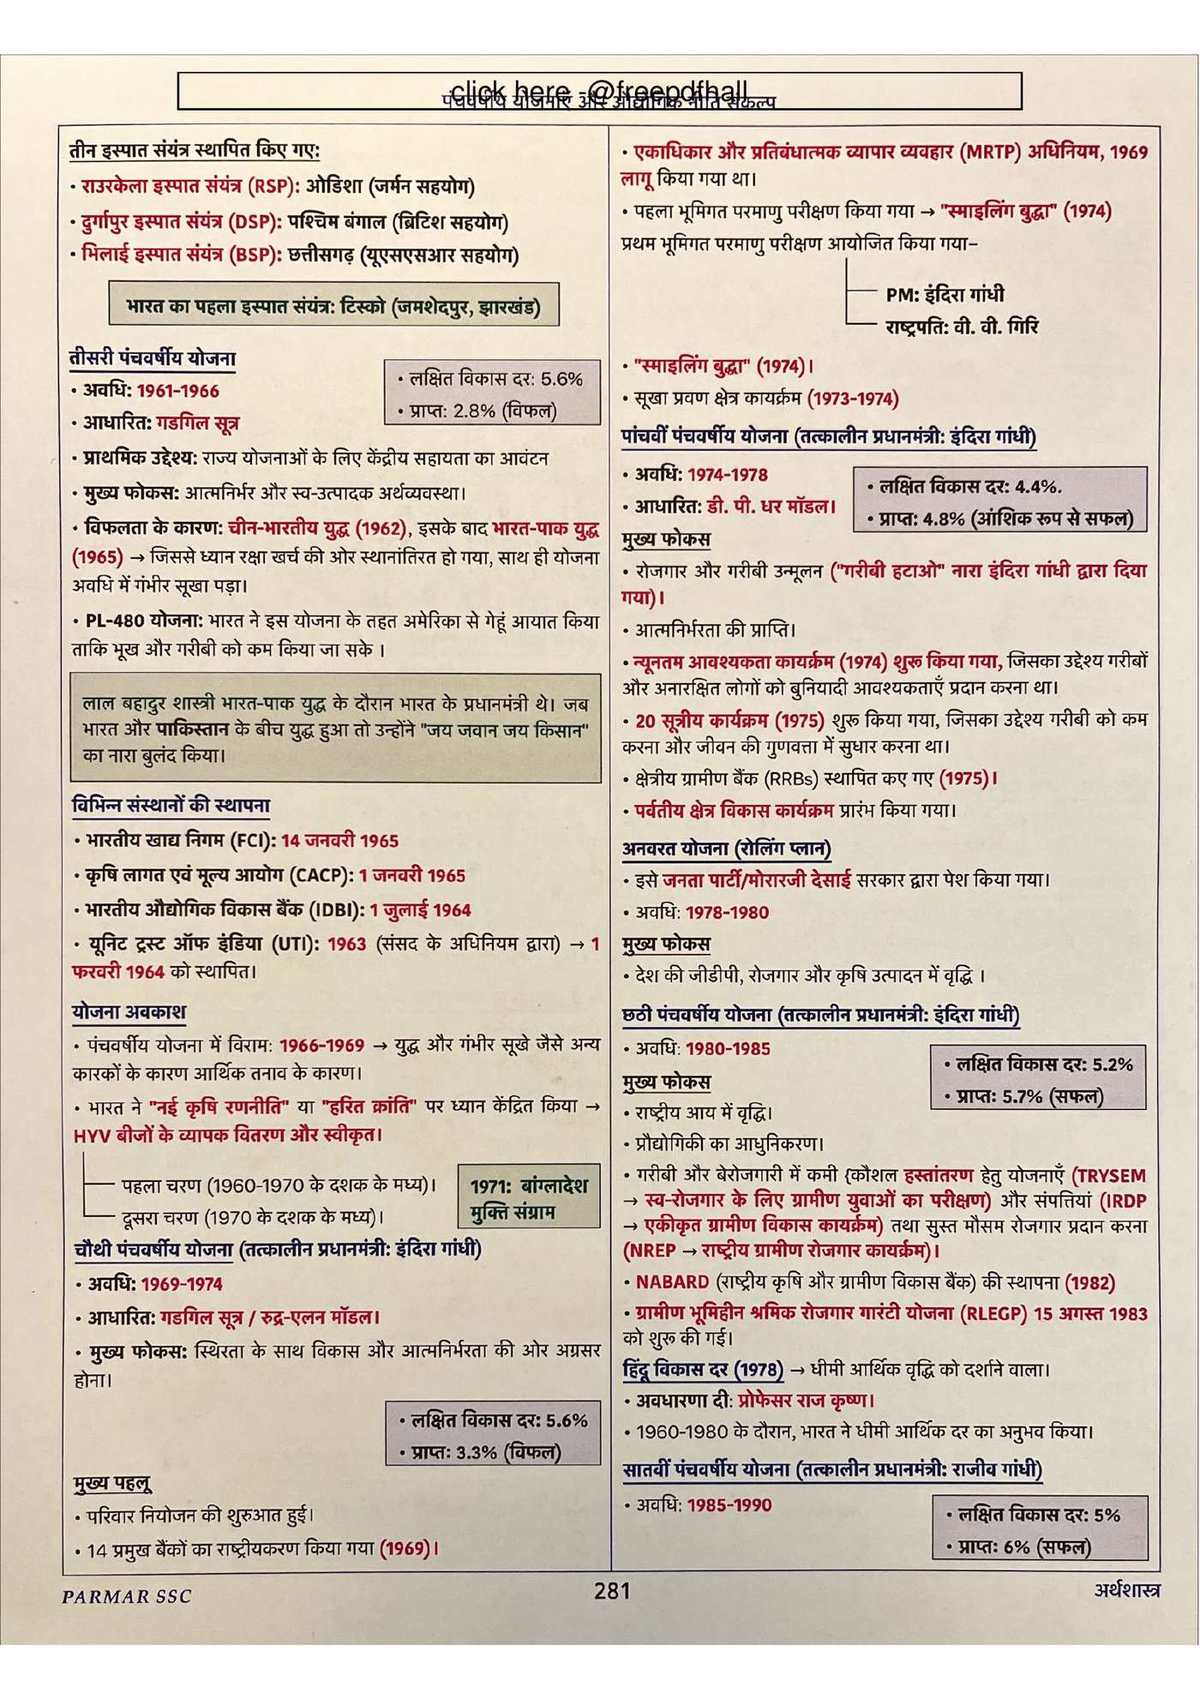 click here -@freepdfhall
पंचवर्षीय योजनाएं और औद्योगिक नीति संकल्प
तीन इस्पात संयंत्र स्थापित किए गए:
• राउरकेला इस्पात संयंत्र (RSP): ओडिशा (जर्मन सहयोग)
• दुर्गापुर इस्पात संयंत्र (DSP): पश्चिम बंगाल (ब्रिटिश सहयोग)
• भिलाई इस्पात संयंत्र (BSP): छत्तीसगढ़ (यूएसएसआर सहयोग)
भारत का पहला इस्पात संयंत्र: टिस्को (जमशेदपुर, झारखंड)
तीसरी पंचवर्षीय योजना
• अवधि: 1961-1966
• आधारित: गडगिल सूत्र
• लक्षित विकास दर: 5.6%
• प्राप्त: 2.8% (विफल)
• प्राथमिक उद्देश्य: राज्य योजनाओं के लिए केंद्रीय सहायता का आवंटन
• मुख्य फोकस: आत्मनिर्भर और स्व-उत्पादक अर्थव्यवस्था।
• विफलता के कारण: चीन-भारतीय युद्ध (1962), इसके बाद भारत-पाक युद्ध
(1965) → जिससे ध्यान रक्षा खर्च की ओर स्थानांतिरत हो गया, साथ ही योजना
अवधि में गंभीर सूखा पड़ा।
• PL-480 योजना: भारत ने इस योजना के तहत अमेरिका से गेहूं आयात किया
ताकि भूख और गरीबी को कम किया जा सके ।
लाल बहादुर शास्त्री भारत-पाक युद्ध के दौरान भारत के प्रधानमंत्री थे। जब
भारत और पाकिस्तान के बीच युद्ध हुआ तो उन्होंने "जय जवान जय किसान"
का नारा बुलंद किया।
विभिन्न संस्थानों की स्थापना
• भारतीय खाद्य निगम (FCI): 14 जनवरी 1965
• कृषि लागत एवं मूल्य आयोग (CACP): 1 जनवरी 1965
• भारतीय औद्योगिक विकास बैंक (IDBI): 1 जुलाई 1964
• यूनिट ट्रस्ट ऑफ इंडिया (UTI): 1963 (संसद के अधिनियम द्वारा) → 1
फरवरी 1964 को स्थापित।
योजना अवकाश
• पंचवर्षीय योजना में विराम: 1966-1969 → युद्ध और गंभीर सूखे जैसे अन्य
कारकों के कारण आर्थिक तनाव के कारण।
• भारत ने "नई कृषि रणनीति" या "हरित क्रांति" पर ध्यान केंद्रित किया →
HYV बीजों के व्यापक वितरण और स्वीकृत।
पहला चरण (1960-1970 के दशक के मध्य)।
दूसरा चरण (1970 के दशक के मध्य)।
1971: बांग्लादेश
मुक्ति संग्राम
चौथी पंचवर्षीय योजना (तत्कालीन प्रधानमंत्री: इंदिरा गांधी)
• अवधि: 1969-1974
• आधारित: गडगिल सूत्र / रुद्र-एलन मॉडल।
• मुख्य फोकस: स्थिरता के साथ विकास और आत्मनिर्भरता की ओर अग्रसर
होना।
• लक्षित विकास दर: 5.6%
• प्राप्त: 3.3% (विफल)
मुख्य पहलू
• परिवार नियोजन की शुरुआत हुई।
• 14 प्रमुख बैंकों का राष्ट्रीयकरण किया गया (1969)।
• एकाधिकार और प्रतिबंधात्मक व्यापार व्यवहार (MRTP) अधिनियम, 1969
लागू किया गया था।
• पहला भूमिगत परमाणु परीक्षण किया गया → "स्माइलिंग बुद्धा" (1974)
प्रथम भूमिगत परमाणु परीक्षण आयोजित किया गया–
PM: इंदिरा गांधी
राष्ट्रपति: वी. वी. गिरि
• "स्माइलिंग बुद्धा" (1974)।
• सूखा प्रवण क्षेत्र कार्यक्रम (1973-1974)
पांचवीं पंचवर्षीय योजना (तत्कालीन प्रधानमंत्री: इंदिरा गांधी)
• अवधि: 1974-1978
• आधारित: डी. पी. धर मॉडल।
• लक्षित विकास दर: 4.4%.
• प्राप्त: 4.8% (आंशिक रूप से सफल)
मुख्य फोकस
• रोजगार और गरीबी उन्मूलन ("गरीबी हटाओ" नारा इंदिरा गांधी द्वारा दिया
गया)।
• आत्मनिर्भरता की प्राप्ति।
• न्यूनतम आवश्यकता कार्यक्रम (1974) शुरू किया गया, जिसका उद्देश्य गरीबों
और अनारक्षित लोगों को बुनियादी आवश्यकताएँ प्रदान करना था।
• 20 सूत्रीय कार्यक्रम (1975) शुरू किया गया, जिसका उद्देश्य गरीबी को कम
करना और जीवन की गुणवत्ता में सुधार करना था।
• क्षेत्रीय ग्रामीण बैंक (RRBs) स्थापित कए गए (1975)।
• पर्वतीय क्षेत्र विकास कार्यक्रम प्रारंभ किया गया।
अनवरत योजना (रोलिंग प्लान)
• इसे जनता पार्टी/मोरारजी देसाई सरकार द्वारा पेश किया गया।
• अवधि: 1978-1980
मुख्य फोकस
• देश की जीडीपी, रोजगार और कृषि उत्पादन में वृद्धि ।
छठी पंचवर्षीय योजना (तत्कालीन प्रधानमंत्री: इंदिरा गांधी)
• अवधि: 1980-1985
• लक्षित विकास दर: 5.2%
• प्राप्त: 5.7% (सफल)
मुख्य फोकस
• राष्ट्रीय आय में वृद्धि।
• प्रौद्योगिकी का आधुनिकरण।
• गरीबी और बेरोजगारी में कमी {कौशल हस्तांतरण हेतु योजनाएँ (TRYSEM
→ स्व-रोजगार के लिए ग्रामीण युवाओं का परीक्षण) और संपत्तियां (IRDP
→ एकीकृत ग्रामीण विकास कार्यक्रम) तथा सुस्त मौसम रोजगार प्रदान करना
(NREP → राष्ट्रीय ग्रामीण रोजगार कार्यक्रम)।
• NABARD (राष्ट्रीय कृषि और ग्रामीण विकास बैंक) की स्थापना (1982)
• ग्रामीण भूमिहीन श्रमिक रोजगार गारंटी योजना (RLEGP) 15 अगस्त 1983
को शुरू की गई।
हिंदू विकास दर (1978) → धीमी आर्थिक वृद्धि को दर्शाने वाला।
• अवधारणा दी: प्रोफेसर राज कृष्ण।
• 1960-1980 के दौरान, भारत ने धीमी आर्थिक दर का अनुभव किया।
सातवीं पंचवर्षीय योजना (तत्कालीन प्रधानमंत्री: राजीव गांधी)
• अवधि: 1985-1990
• लक्षित विकास दर: 5%
• प्राप्त: 6% (सफल)
PARMAR SSC
281
अर्थशास्त्र